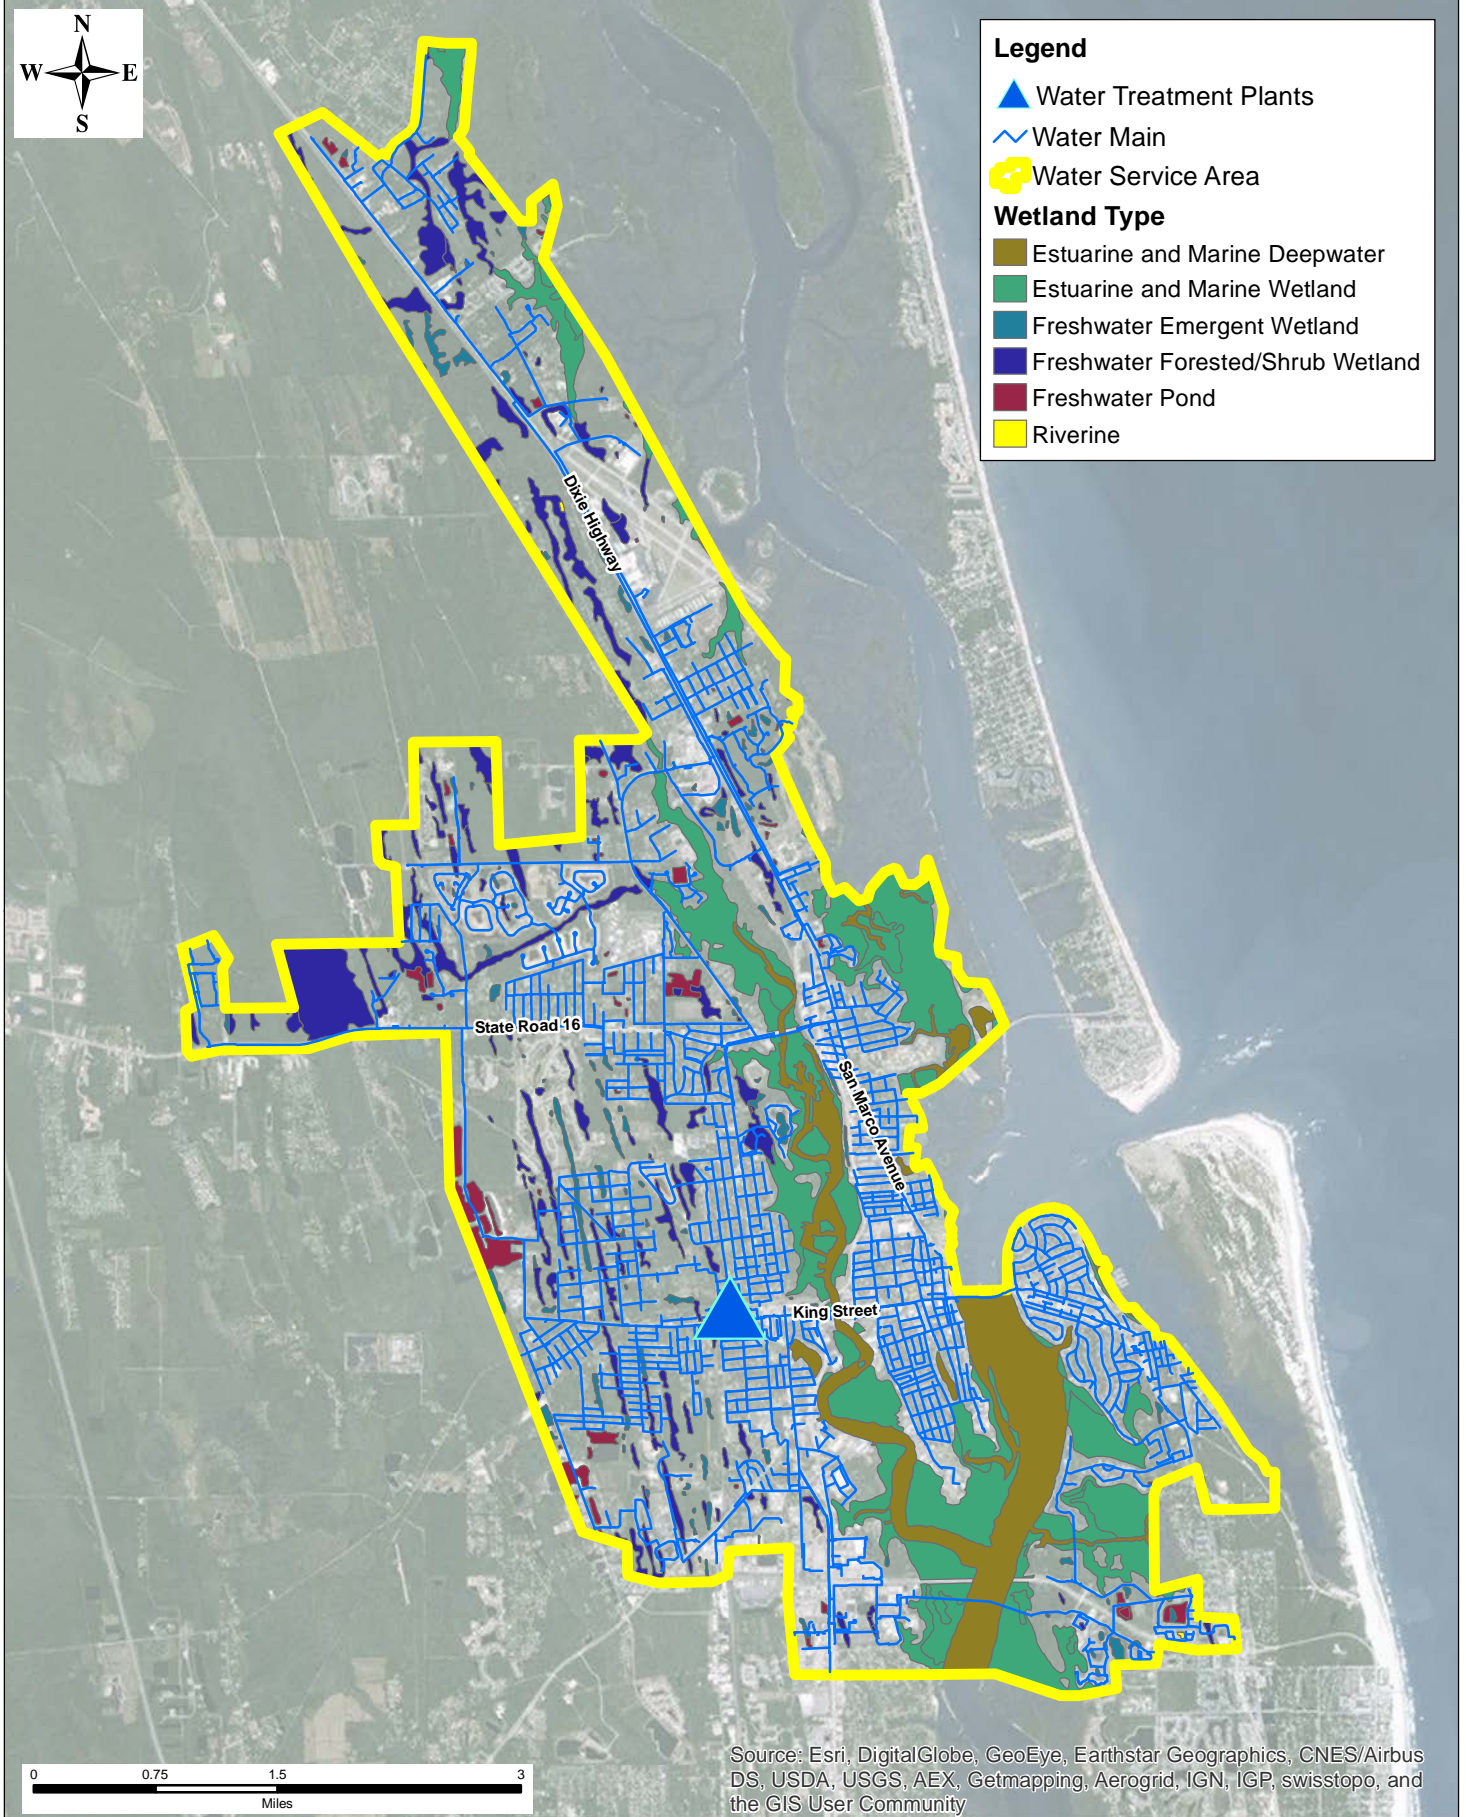 N
W E
S
Legend
Water Treatment Plants
Water Main
Water Service Area
Wetland Type
Estuarine and Marine Deepwater
Estuarine and Marine Wetland
Freshwater Emergent Wetland
Freshwater Forested/Shrub Wetland
Freshwater Pond
Riverine
Dixie Highway
State Road 16
San Marco Avenue
King Street
0 0.75 1.5 3
Miles
Source: Esri, DigitalGlobe, GeoEye, Earthstar Geographics, CNES/Airbus
DS, USDA, USGS, AEX, Getmapping, Aerogrid, IGN, IGP, swisstopo, and
the GIS User Community